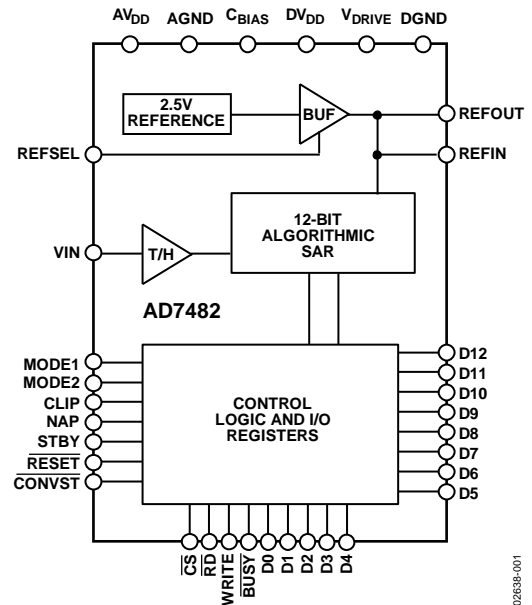 AVDD AGND CBIAS DVDD VDRIVE DGND
2.5V
REFERENCE
BUF
REFOUT
REFSEL
REFIN
12-BIT
ALGORITHMIC
SAR
VIN
T/H
AD7482
MODE1
MODE2
CLIP
NAP
STBY
RESET
CONVST
CONTROL
LOGIC AND I/O
REGISTERS
D12
D11
D10
D9
D8
D7
D6
D5
CS
RD
WRITE
BUSY
D0
D1
D2
D3
D4
02638-001